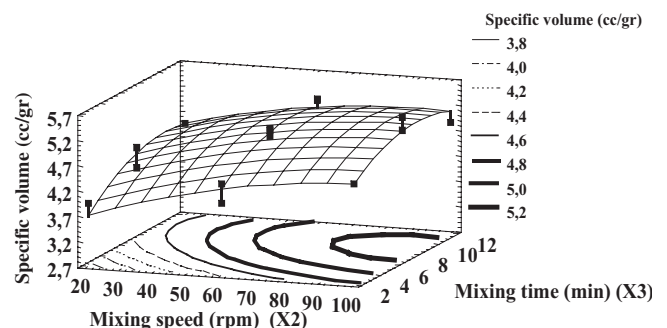 Specific volume (cc/gr)
3,8
4,0
4,2
4,4
4,6
4,8
5,0
5,2
Specific volume (cc/gr)
5,7
5,2
4,7
4,2
3,7
3,2
2,7
20 30 40 50 60 70 80 90 100
Mixing speed (rpm) (X2)
2 4 6 8 10 12
Mixing time (min) (X3)